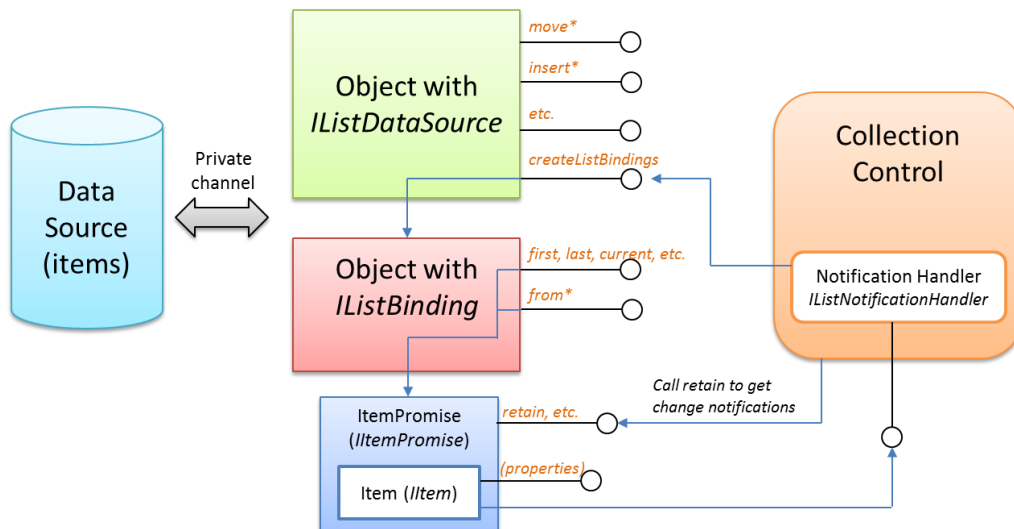 Data
Source
(items)
Private
channel
Object with
IListDataSource
move*
insert*
etc.
createListBindings
Object with
IListBinding
first, last, current, etc.
from*
ItemPromise
(IItemPromise)
retain, etc.
Item (IItem)
(properties)
Call retain to get
change notifications
Collection
Control
Notification Handler
IListNotificationHandler